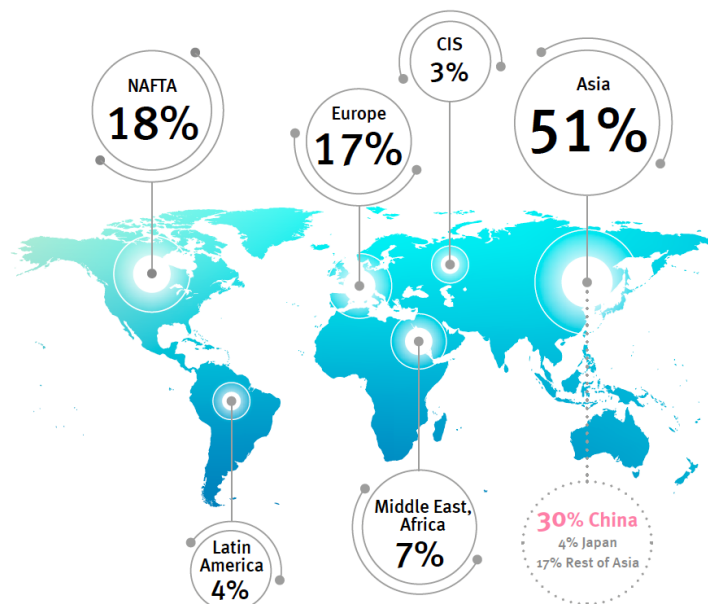 NAFTA
18%
Europe
17%
CIS
3%
Asia
51%
Latin
America
4%
Middle East,
Africa
7%
30% China
4% Japan
17% Rest of Asia